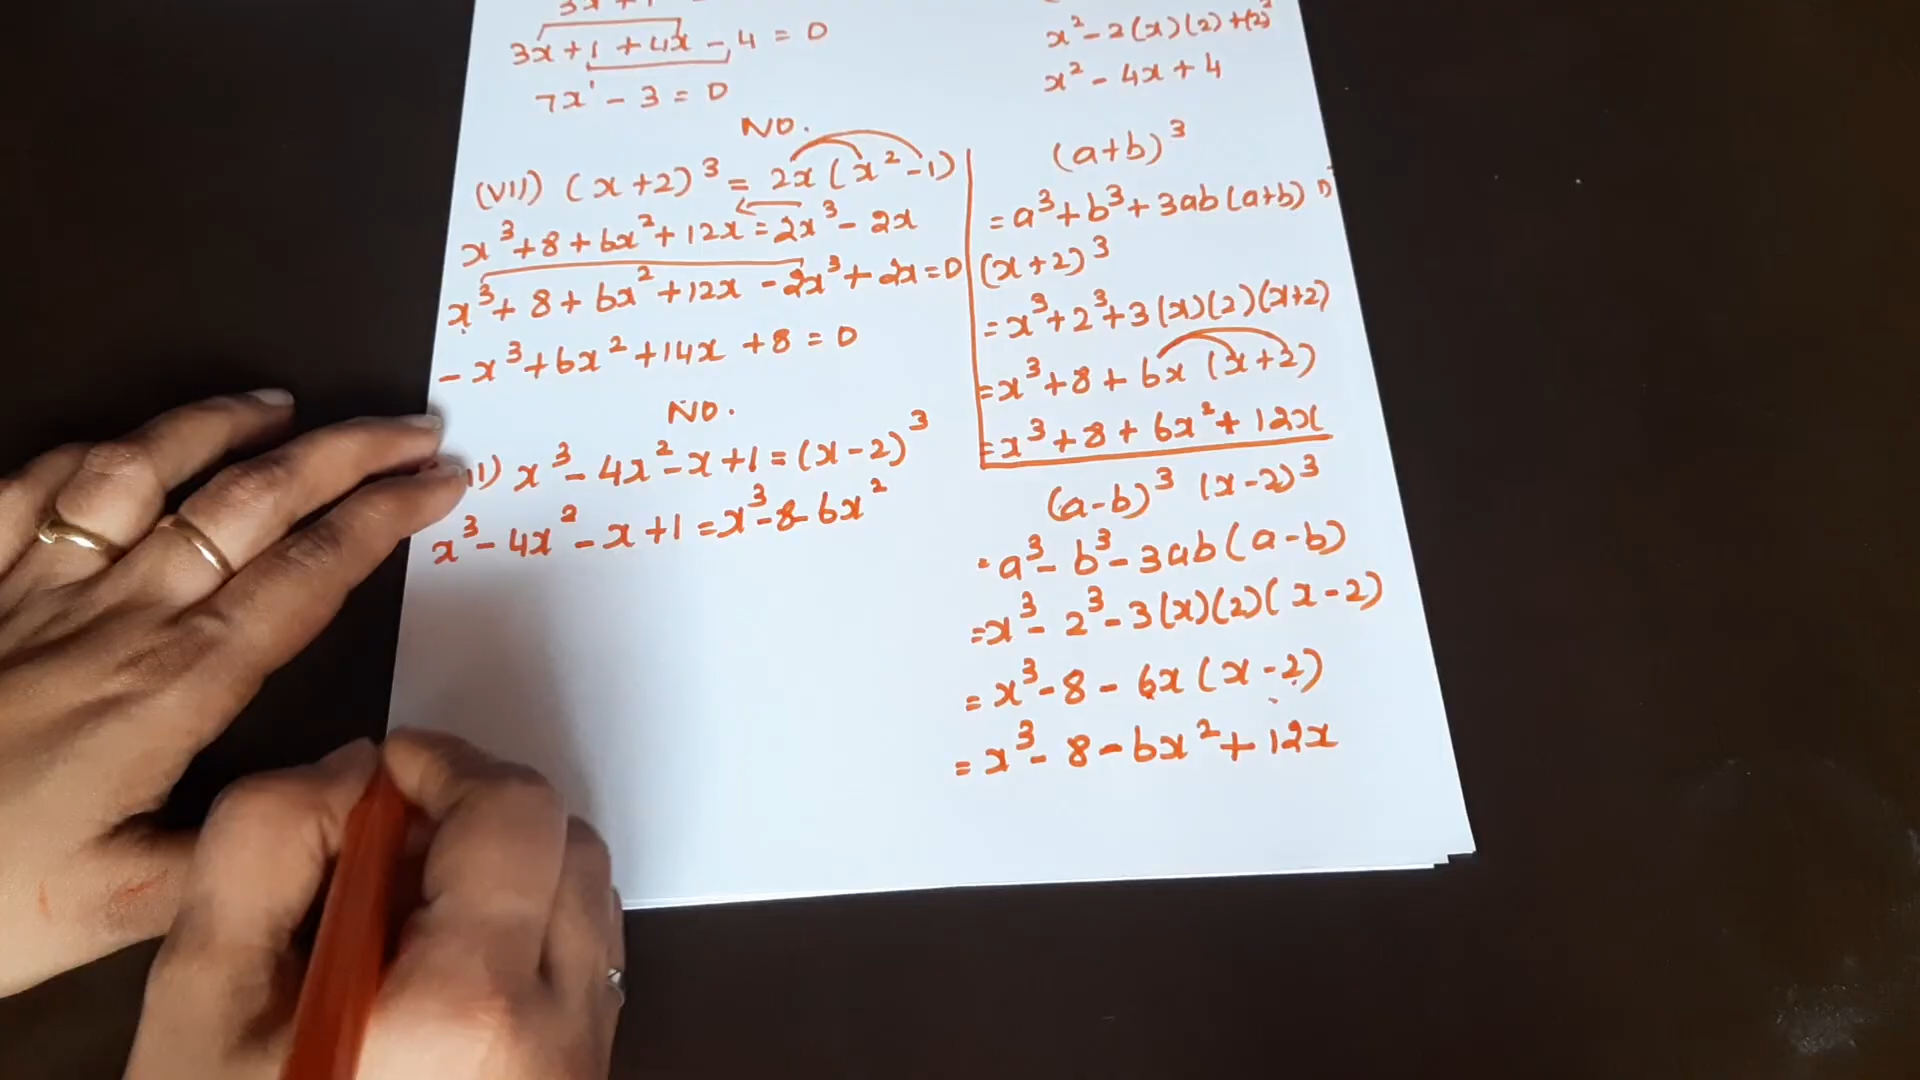 3x + 1 + 4x - 4 = 0
7x - 3 = 0
NO.
(VII) (x+2)³ = 2x (x² -1)
x³ + 8 + 6x² + 12x = 2x³ - 2x
x³ + 8 + 6x² + 12x - 2x³ + 2x = 0
- x³ + 6x² + 14x + 8 = 0
NO.
x³ - 4x² - x + 1 = (x - 2)³
x³ - 4x² - x + 1 = x³ - 8 - 6x²
x² - 2 (x) (2) + (2)²
x² - 4x + 4
(a+b)³
= a³ + b³ + 3ab (a+b)
(x+2)³
= x³ + 2³ + 3 (x) (2) (x+2)
= x³ + 8 + 6x (x+2)
= x³ + 8 + 6x² + 12x
(a-b)³ (x-2)³
= a³ - b³ - 3ab (a-b)
= x³ - 2³ - 3 (x) (2) (x-2)
= x³ - 8 - 6x (x-2)
= x³ - 8 - 6x² + 12x